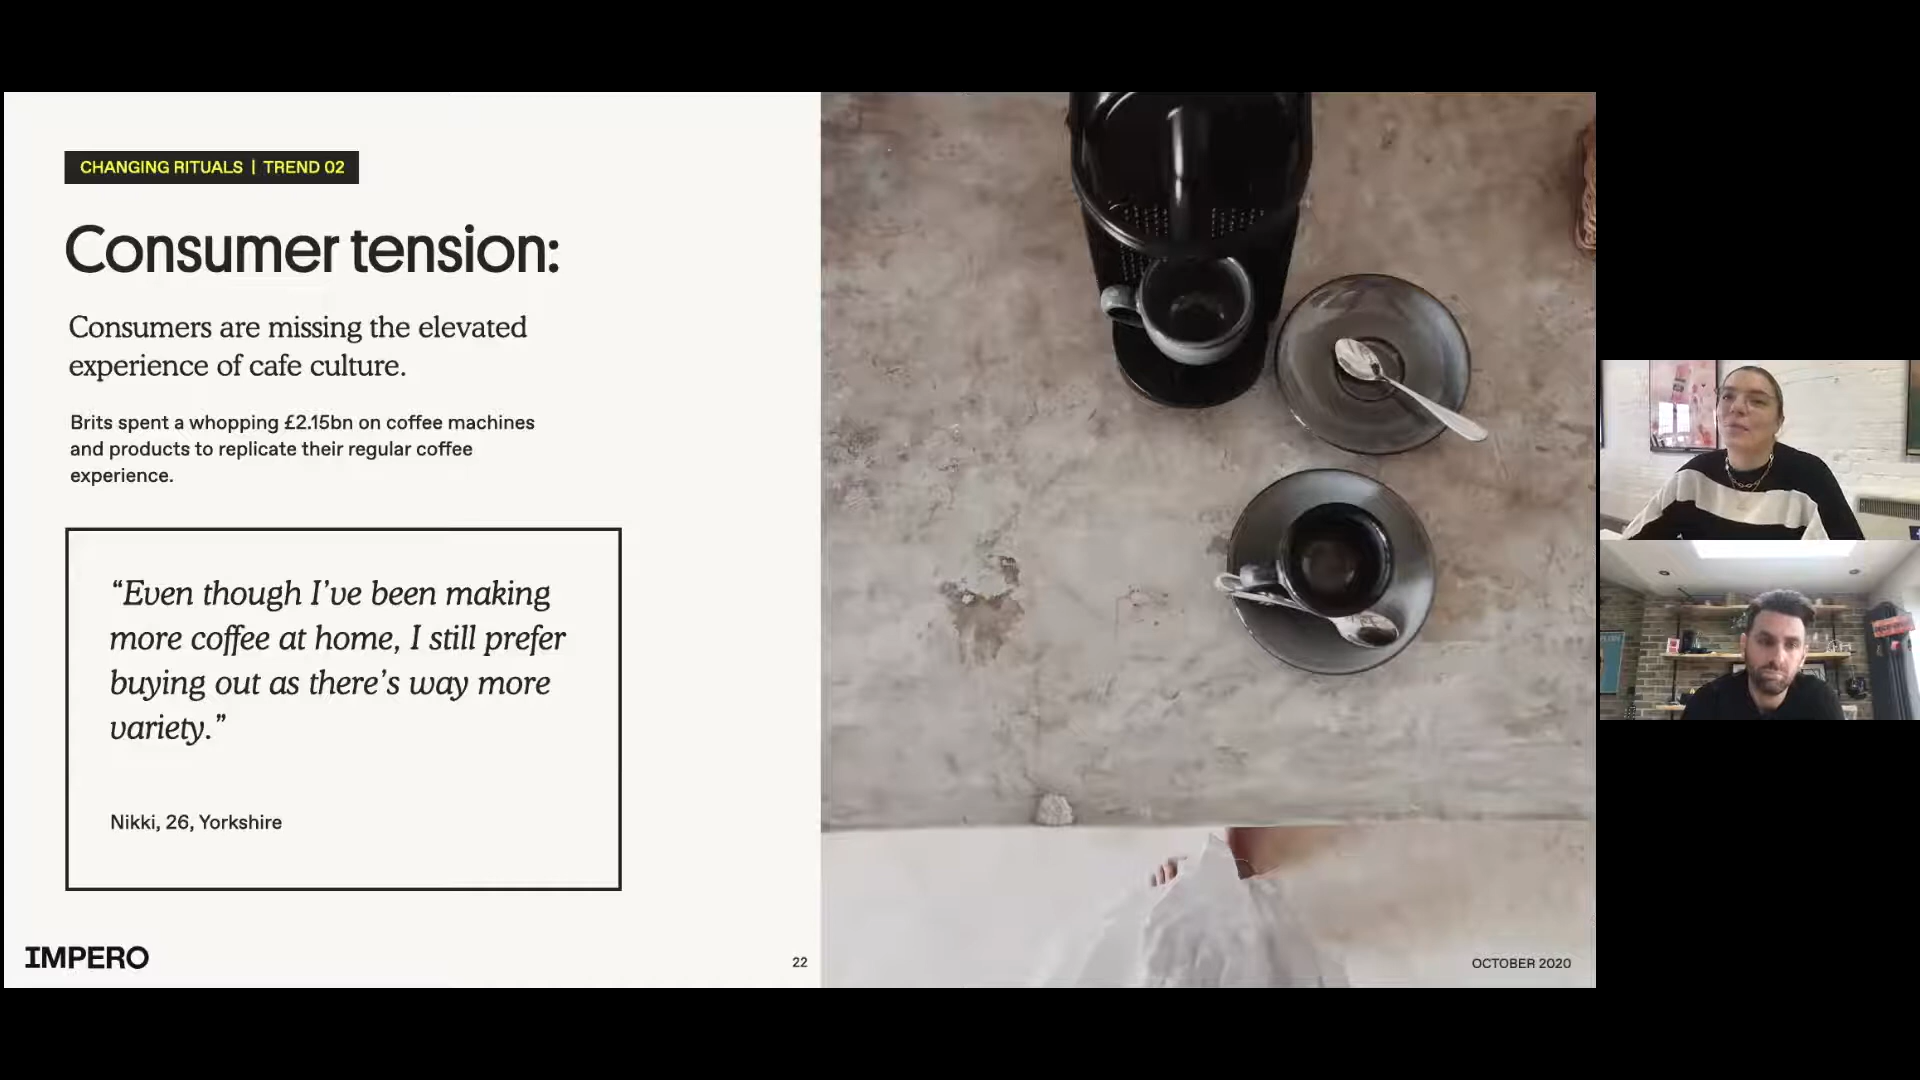 CHANGING RITUALS | TREND 02
Consumer tension:
Consumers are missing the elevated
experience of cafe culture.
Brits spent a whopping £2.15bn on coffee machines
and products to replicate their regular coffee
experience.
“Even though I’ve been making
more coffee at home, I still prefer
buying out as there’s way more
variety.”
Nikki, 26, Yorkshire
IMPERO
22
OCTOBER 2020